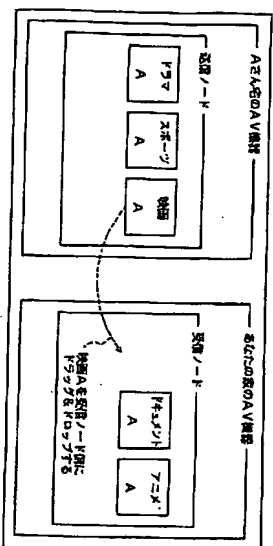 Aさん宅のAV機器
送信ノード
ドラマ
A
スポーツ
A
映画
A
あなたの家のAV機器
受信ノード
ドキュメント
A
アニメ
A
映画Aを受信ノード側に
ドラッグ&ドロップする